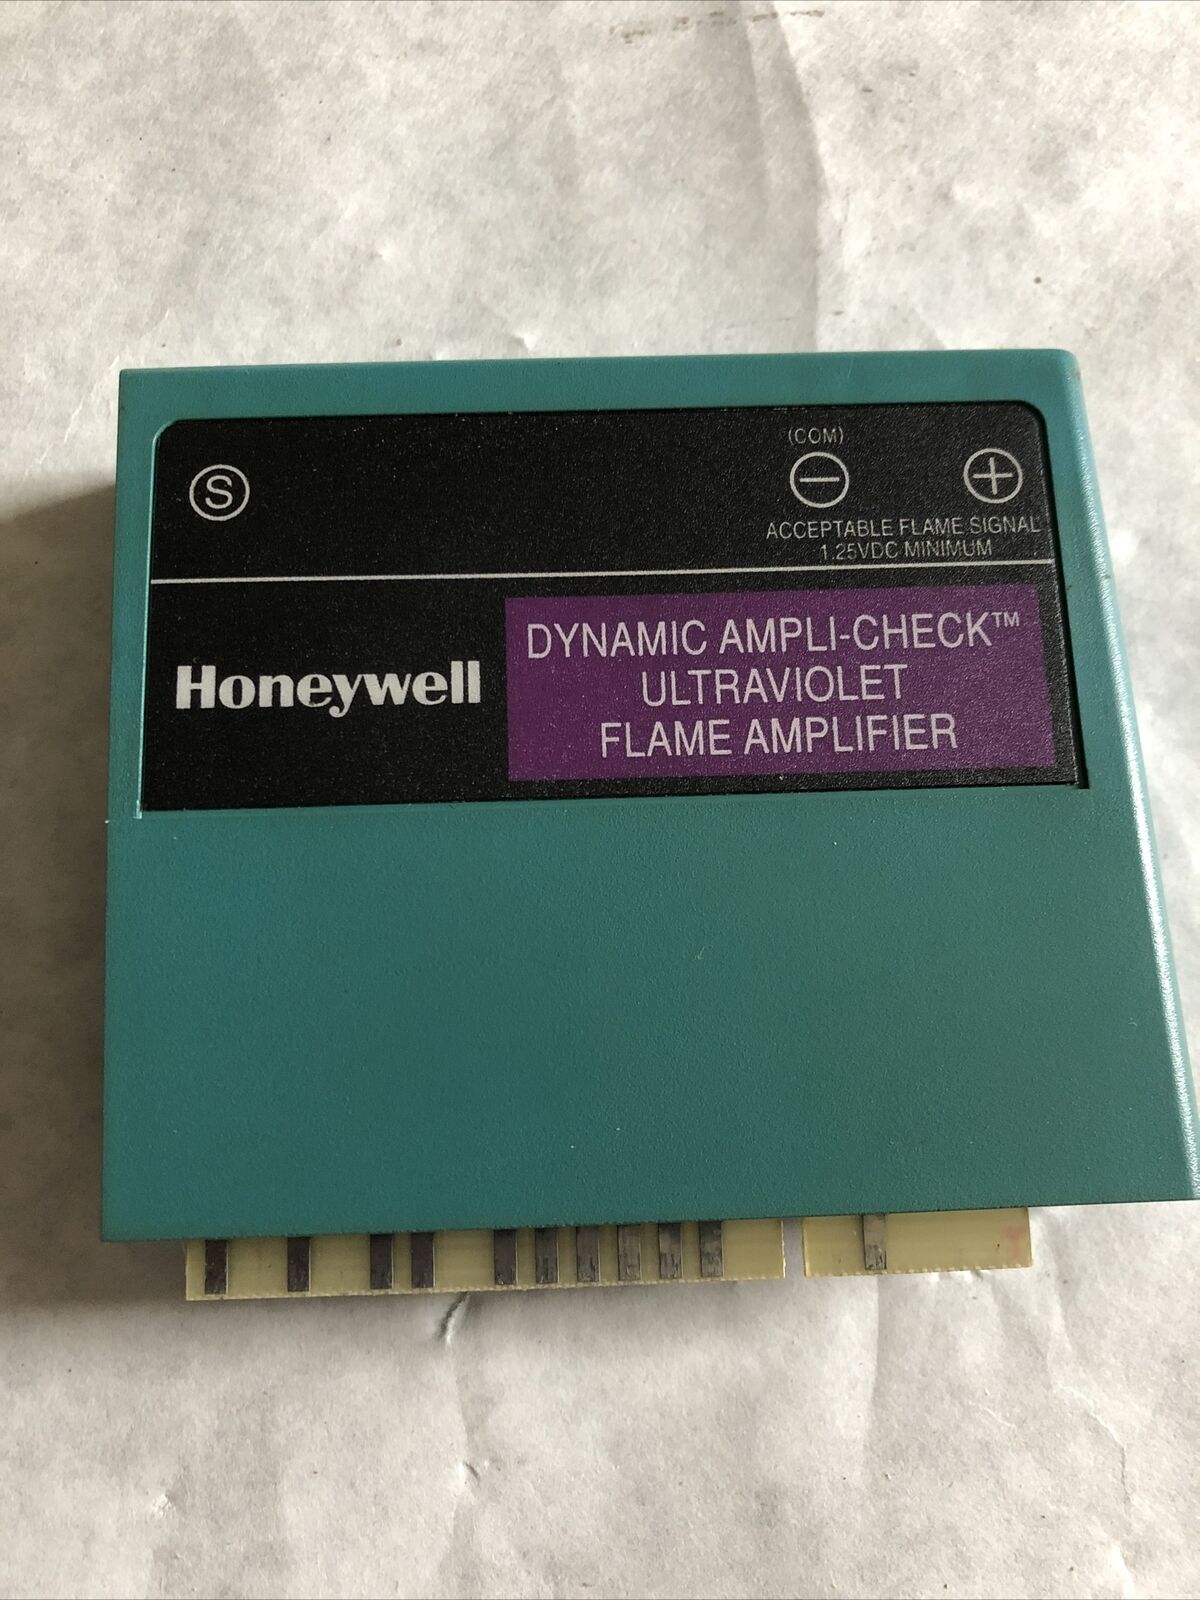 S
(COM)
− +
ACCEPTABLE FLAME SIGNAL
1.25VDC MINIMUM
Honeywell
DYNAMIC AMPLI-CHECK™
ULTRAVIOLET
FLAME AMPLIFIER